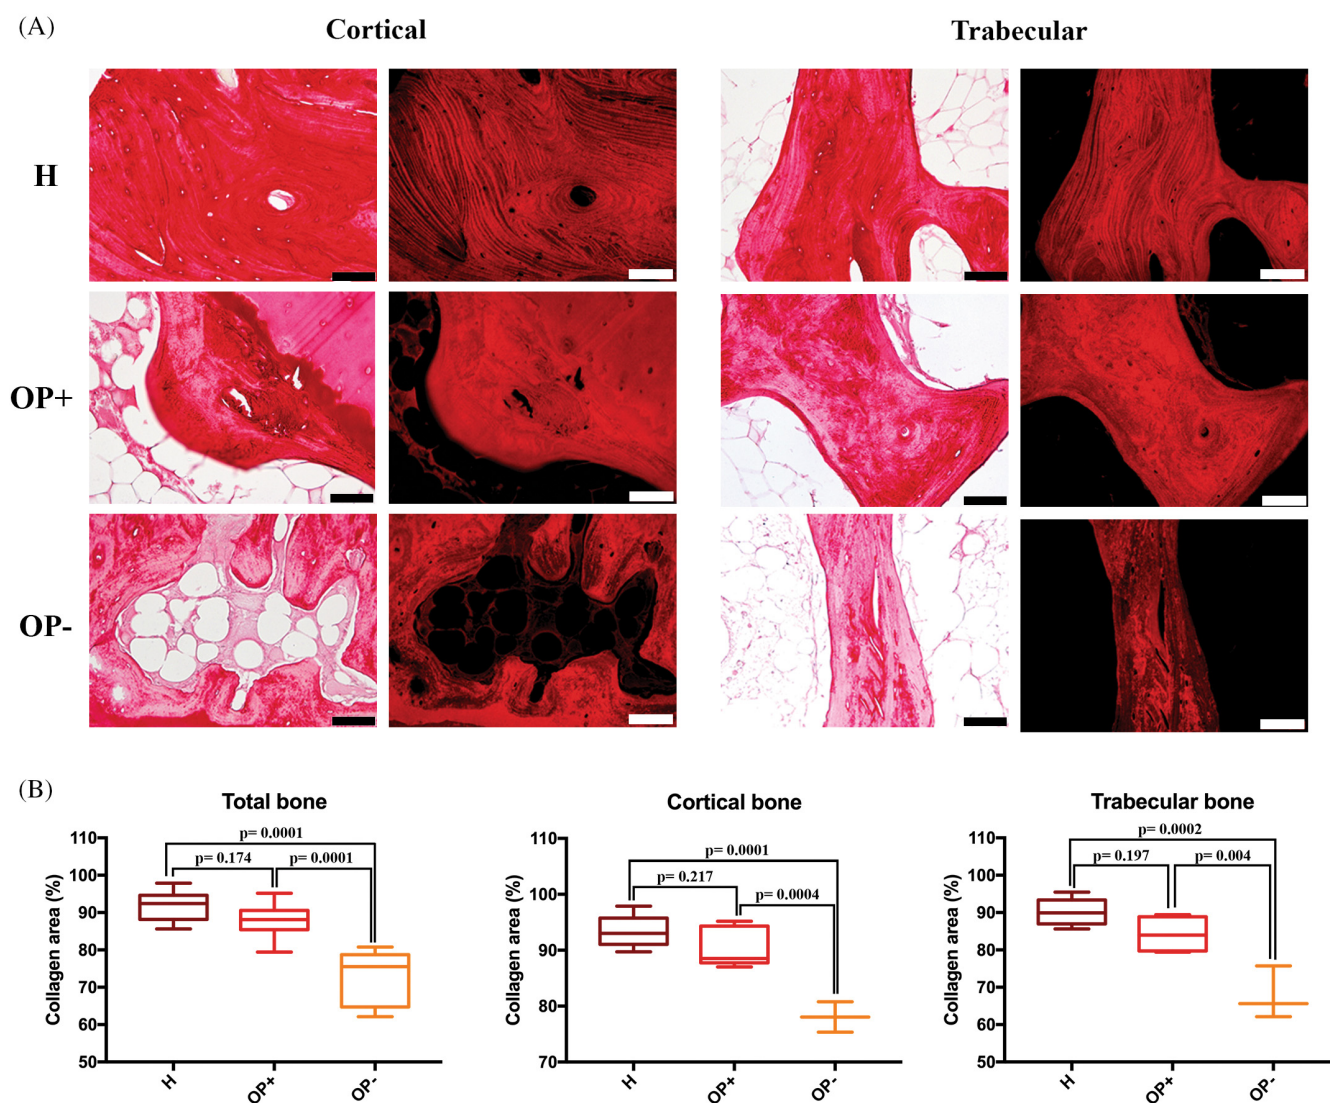 (A)
Cortical
Trabecular
H
OP+
OP-
(B)
Total bone
Collagen area (%)
110
100
90
80
70
60
50
p= 0.0001
p= 0.174
p= 0.0001
H
OP+
OP-
Cortical bone
Collagen area (%)
110
100
90
80
70
p= 0.0001
p= 0.217
p= 0.0004
H
OP+
OP-
Trabecular bone
Collagen area (%)
110
100
90
80
70
60
50
p= 0.0002
p= 0.197
p= 0.004
H
OP+
OP-